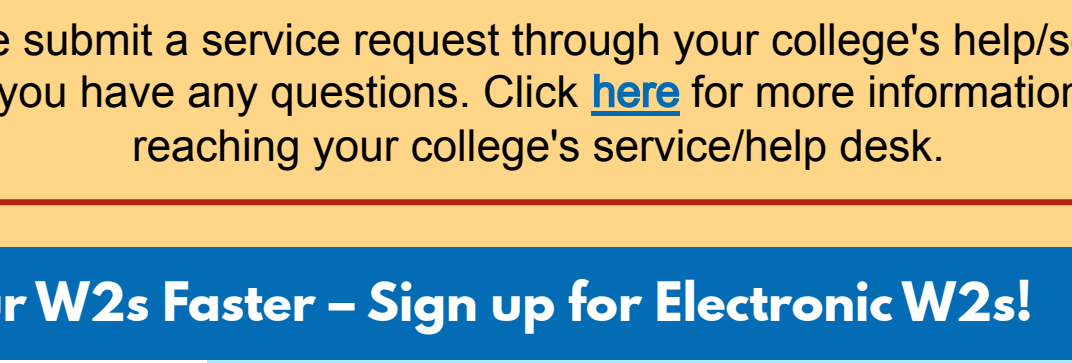 submit a service request through your college's help/s
you have any questions. Click here for more information
reaching your college's service/help desk.
r W2s Faster – Sign up for Electronic W2s!